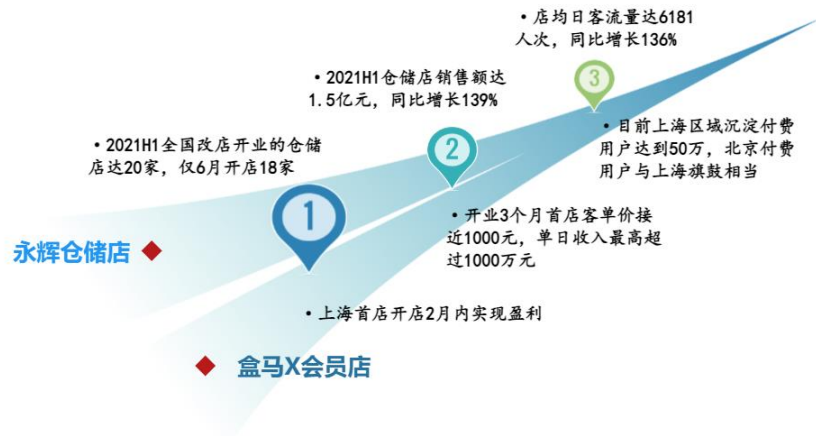 • 店均日客流量达6181
人次，同比增长136%
• 2021H1仓储店销售额达
1.5亿元，同比增长139%
3
• 2021H1全国改店开业的仓储
店达20家，仅6月开店18家
2
• 目前上海区域沉淀付费
用户达到50万，北京付费
用户与上海旗鼓相当
1
• 开业3个月首店客单价接
近1000元，单日收入最高超
过1000万元
永辉仓储店
• 上海首店开店2月内实现盈利
盒马X会员店